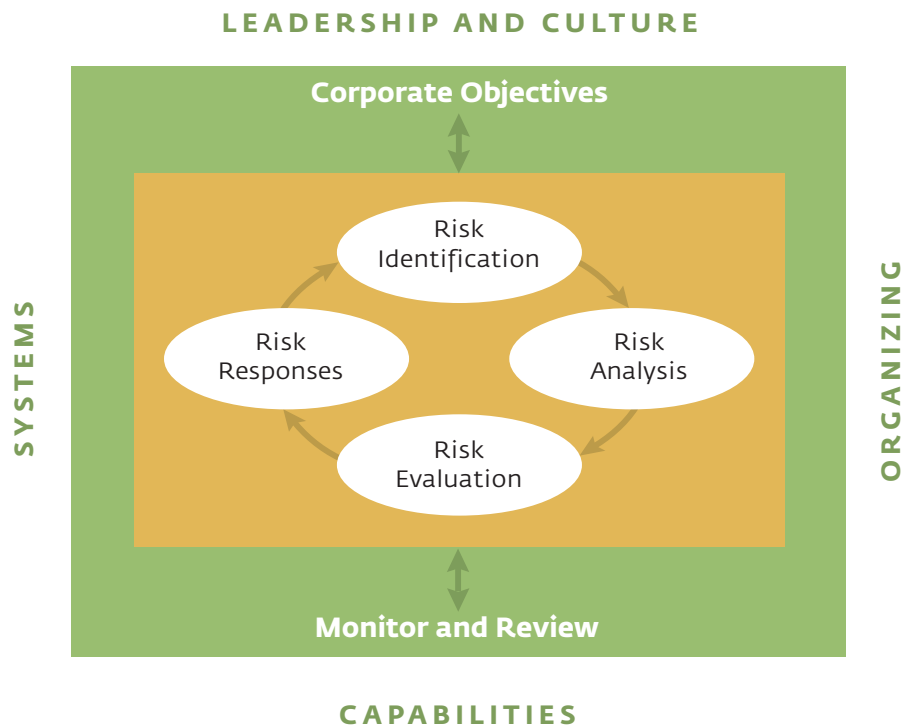 LEADERSHIP AND CULTURE
Corporate Objectives
Risk
Identification
Risk
Responses
Risk
Analysis
Risk
Evaluation
Monitor and Review
SYSTEMS
ORGANIZING
CAPABILITIES